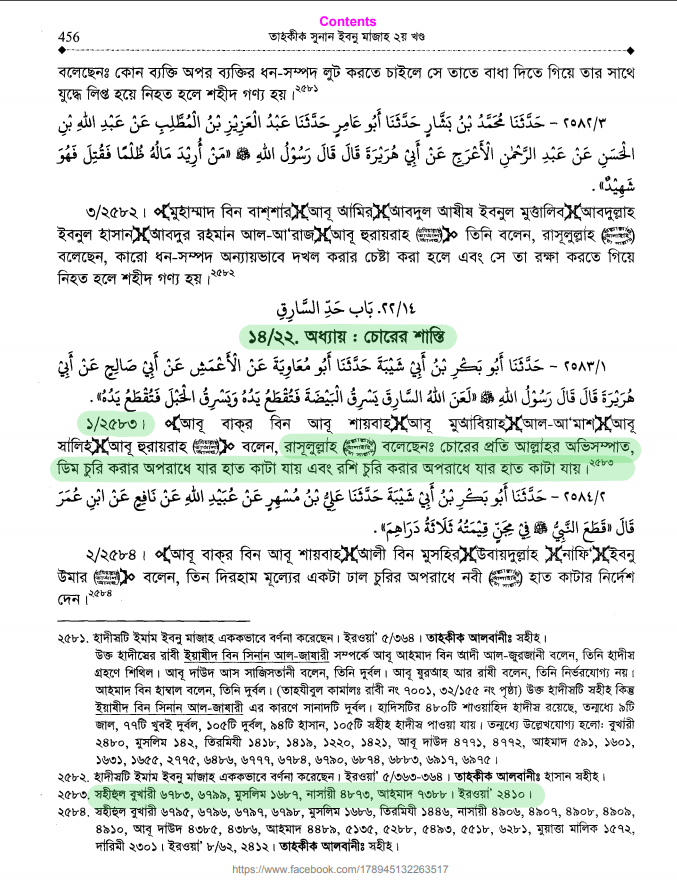 Contents
456 তাহকীক সুনান ইবনু মাজাহ ২য় খণ্ড
বলেছেনঃ কোন ব্যক্তি অপর ব্যক্তির ধন-সম্পদ লুট করতে চাইলে সে তাতে বাধা দিতে গিয়ে তার সাথে
যুদ্ধে লিপ্ত হয়ে নিহত হলে শহীদ গণ্য হয়।২৫৮১
٢٥٨٢/٣ - حَدَّثَنَا مُحَمَّدُ بْنُ بَشَّارٍ حَدَّثَنَا أَبُو عَامِرٍ حَدَّثَنَا عَبْدُ الْعَزِيزِ بْنُ الْمُطَّلِبِ عَنْ عَبْدِ اللهِ بْنِ
الْحَسَنِ عَنْ عَبْدِ الرَّحْمٰنِ الْأَعْرَجِ عَنْ أَبِي هُرَيْرَةَ قَالَ قَالَ رَسُولُ اللهِ ﷺ «مَنْ أُرِيدَ مَالُهُ ظُلْمًا فَقُتِلَ فَهُوَ
شَهِيْدٌ».
৩/২৫৮২। মুহাম্মাদ বিন বাশ্শার আবূ আমির আবদুল আযীয ইবনুল মুত্তালিব আবদুল্লাহ
ইবনুল হাসান আবদুর রহমান আল-আ'রাজ আবূ হুরায়রাহ তিনি বলেন, রাসূলুল্লাহ
বলেছেন, কারো ধন-সম্পদ অন্যায়ভাবে দখল করার চেষ্টা করা হলে এবং সে তা রক্ষা করতে গিয়ে
নিহত হলে শহীদ গণ্য হয়।২৫৮২
٢٢/١٤. بَاب حَدِّ السَّارِقِ
১৪/২২. অধ্যায় : চোরের শাস্তি
٢٥٨٣/١ - حَدَّثَنَا أَبُو بَكْرِ بْنُ أَبِي شَيْبَةَ حَدَّثَنَا أَبُو مُعَاوِيَةَ عَنْ الْأَعْمَشِ عَنْ أَبِي صَالِحٍ عَنْ أَبِي
هُرَيْرَةَ قَالَ قَالَ رَسُولُ اللهِ ﷺ «لَعَنَ اللهُ السَّارِقَ يَسْرِقُ الْبَيْضَةَ فَتُقْطَعُ يَدُهُ وَيَسْرِقُ الْحَبْلَ فَتُقْطَعُ يَدُهُ».
১/২৫৮৩। আবূ বাক্‌র বিন আবূ শায়বাহ আবূ মুআবিয়াহ আল-আ'মাশ আবূ
সালিহ আবূ হুরায়রাহ বলেন, রাসূলুল্লাহ বলেছেনঃ চোরের প্রতি আল্লাহর অভিসম্পাত,
ডিম চুরি করার অপরাধে যার হাত কাটা যায় এবং রশি চুরি করার অপরাধে যার হাত কাটা যায়।২৫৮৩
٢٥٨٤/٢ - حَدَّثَنَا أَبُو بَكْرِ بْنُ أَبِي شَيْبَةَ حَدَّثَنَا عَلِيُّ بْنُ مُسْهِرٍ عَنْ عُبَيْدِ اللهِ عَنْ نَافِعٍ عَنْ ابْنِ عُمَرَ
قَالَ «قَطَعَ النَّبِيُّ ﷺ فِي مِجَنٍّ قِيْمَتُهُ ثَلَاثَةُ دَرَاهِمَ».
২/২৫৮৪। আবূ বাক্‌র বিন আবূ শায়বাহ আলী বিন মুসহির উবায়দুল্লাহ নাফি' ইবনু
উমার বলেন, তিন দিরহাম মূল্যের একটা ঢাল চুরির অপরাধে নবী হাত কাটার নির্দেশ
দেন।২৫৮৪
২৫৮১. হাদীসটি ইমাম ইবনু মাজাহ এককভাবে বর্ণনা করেছেন। ইরওয়া' ৫/৩৬৪। তাহকীক আলবানীঃ সহীহ।
উক্ত হাদীসের রাবী ইয়াযীদ বিন সিনান আল-জাযারী সম্পর্কে আবূ আহমাদ বিন আদী আল-জুরজানী বলেন, তিনি হাদীস
গ্রহণে শিথিল। আবূ দাউদ আস সাজিসতানী বলেন, তিনি দুর্বল। আবূ যুরআহ আর রাযী বলেন, তিনি নির্ভরযোগ্য নয়।
আহমাদ বিন হাম্বাল বলেন, তিনি দুর্বল। (তাহযীবুল কামালঃ রাবী নং ৭০০১, ৩২/১৫৫ নং পৃষ্ঠা) উক্ত হাদীসটি সহীহ কিন্তু
ইয়াযীদ বিন সিনান আল-জাযারী এর কারণে সানাদটি দুর্বল। হাদিসটির ৪৮০টি শাওয়াহিদ হাদীস রয়েছে, তন্মধ্যে ৯টি
জাল, ৭৭টি খুবই দুর্বল, ১০৫টি দুর্বল, ৯৪টি হাসান, ১০৫টি সহীহ হাদীস পাওয়া যায়। তন্মধ্যে উল্লেখযোগ্য হলো: বুখারী
২৪৮০, মুসলিম ১৪২, তিরমিযী ১৪১৮, ১৪১৯, ১২২০, ১৪২১, আবূ দাউদ ৪৭৭১, ৪৭৭২, আহমাদ ৫৯১, ১৬০১,
১৬৩১, ১৬৫৫, ২৭৭৫, ৬৪৮৬, ৬৭৭৭, ৬৭৮৪, ৬৭৯০, ৬৮৭৪, ৬৮৮৩, ৬৯১৭, ৬৯৭৫।
২৫৮২. হাদীসটি ইমাম ইবনু মাজাহ এককভাবে বর্ণনা করেছেন। ইরওয়া' ৫/৩৬৩-৩৬৪। তাহকীক আলবানীঃ হাসান সহীহ।
২৫৮৩. সহীহুল বুখারী ৬৭৮৩, ৬৭৯৯, মুসলিম ১৬৮৭, নাসায়ী ৪৮৭৩, আহমাদ ৭৩৮৮। ইরওয়া' ২৪১০।
২৫৮৪. সহীহুল বুখারী ৬৭৯৫, ৬৭৯৬, ৬৭৯৭, ৬৭৯৮, মুসলিম ১৬৮৬, তিরমিযী ১৪৪৬, নাসায়ী ৪৯০৬, ৪৯০৭, ৪৯০৮, ৪৯০৯,
৪৯১০, আবূ দাউদ ৪৩৮৫, ৪৩৮৬, আহমাদ ৪৪৮৯, ৫১৩৫, ৫২৮৮, ৫৪৯৩, ৫৫১৮, ৬২৮১, মুয়াত্তা মালিক ১৫৭২,
দারিমী ২৩০১। ইরওয়া' ৮/৬২, ২৪১২। তাহকীক আলবানীঃ সহীহ।
https://www.facebook.com/178945132263517